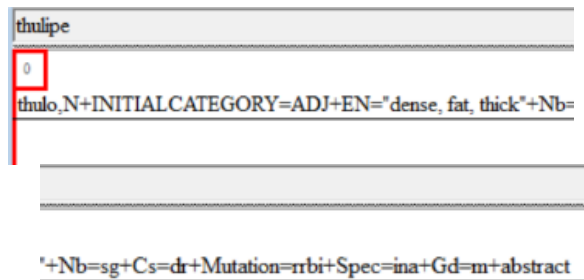 thulipe
0
thulo,N+INITIALCATEGORY=ADJ+EN="dense, fat, thick"+Nb=
"+Nb=sg+Cs=dr+Mutation=rrbi+Spec=ina+Gd=m+abstract